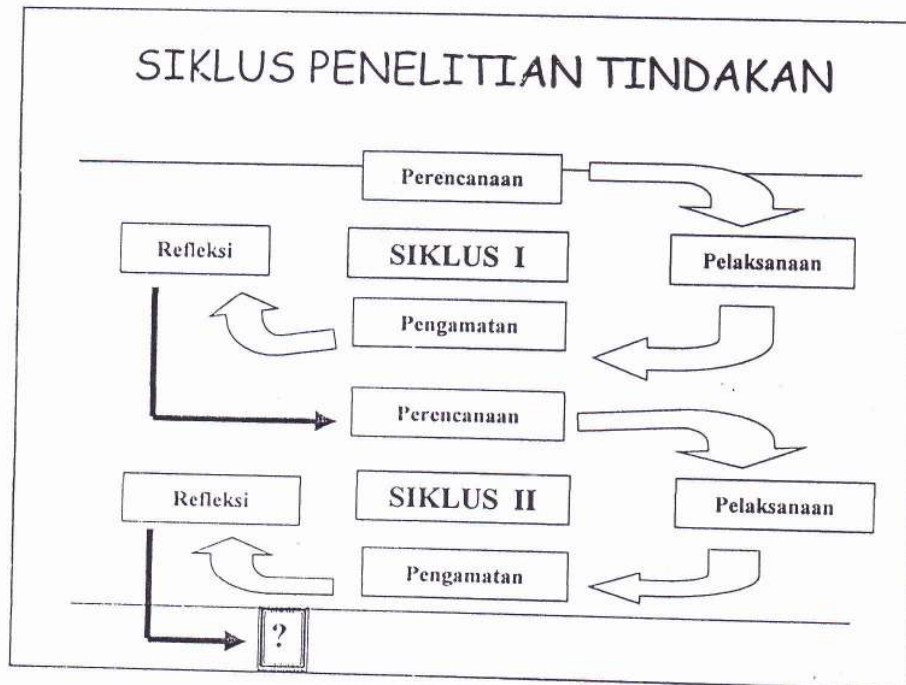 SIKLUS PENELITIAN TINDAKAN
Perencanaan
Refleksi
SIKLUS I
Pelaksanaan
Pengamatan
Perencanaan
Refleksi
SIKLUS II
Pelaksanaan
Pengamatan
?